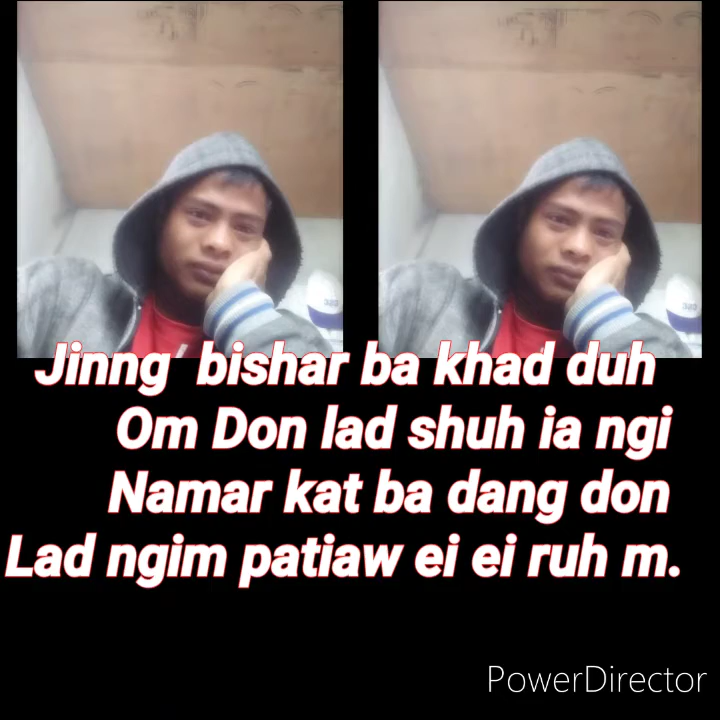 Jinng bishar ba khad duh
Om Don lad shuh ia ngi
Namar kat ba dang don
Lad ngim patiaw ei ei ruh m.
PowerDirector